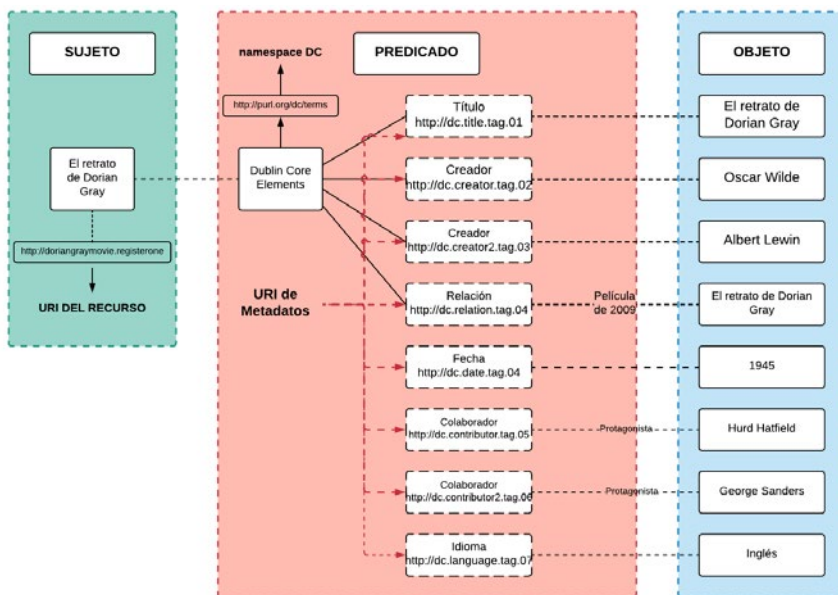 SUJETO
El retrato
de Dorian
Gray
http://doriangraymovie.registerone
URI DEL RECURSO
PREDICADO
namespace DC
http://purl.org/dc/terms
Dublin Core
Elements
URI de
Metadatos
Título
http://dc.title.tag.01
Creador
http://dc.creator.tag.02
Creador
http://dc.creator2.tag.03
Relación
http://dc.relation.tag.04
Película
de 2009
Fecha
http://dc.date.tag.04
Colaborador
http://dc.contributor.tag.05
Protagonista
Colaborador
http://dc.contributor2.tag.06
Protagonista
Idioma
http://dc.language.tag.07
OBJETO
El retrato de
Dorian Gray
Oscar Wilde
Albert Lewin
El retrato de Dorian
Gray
1945
Hurd Hatfield
George Sanders
Inglés